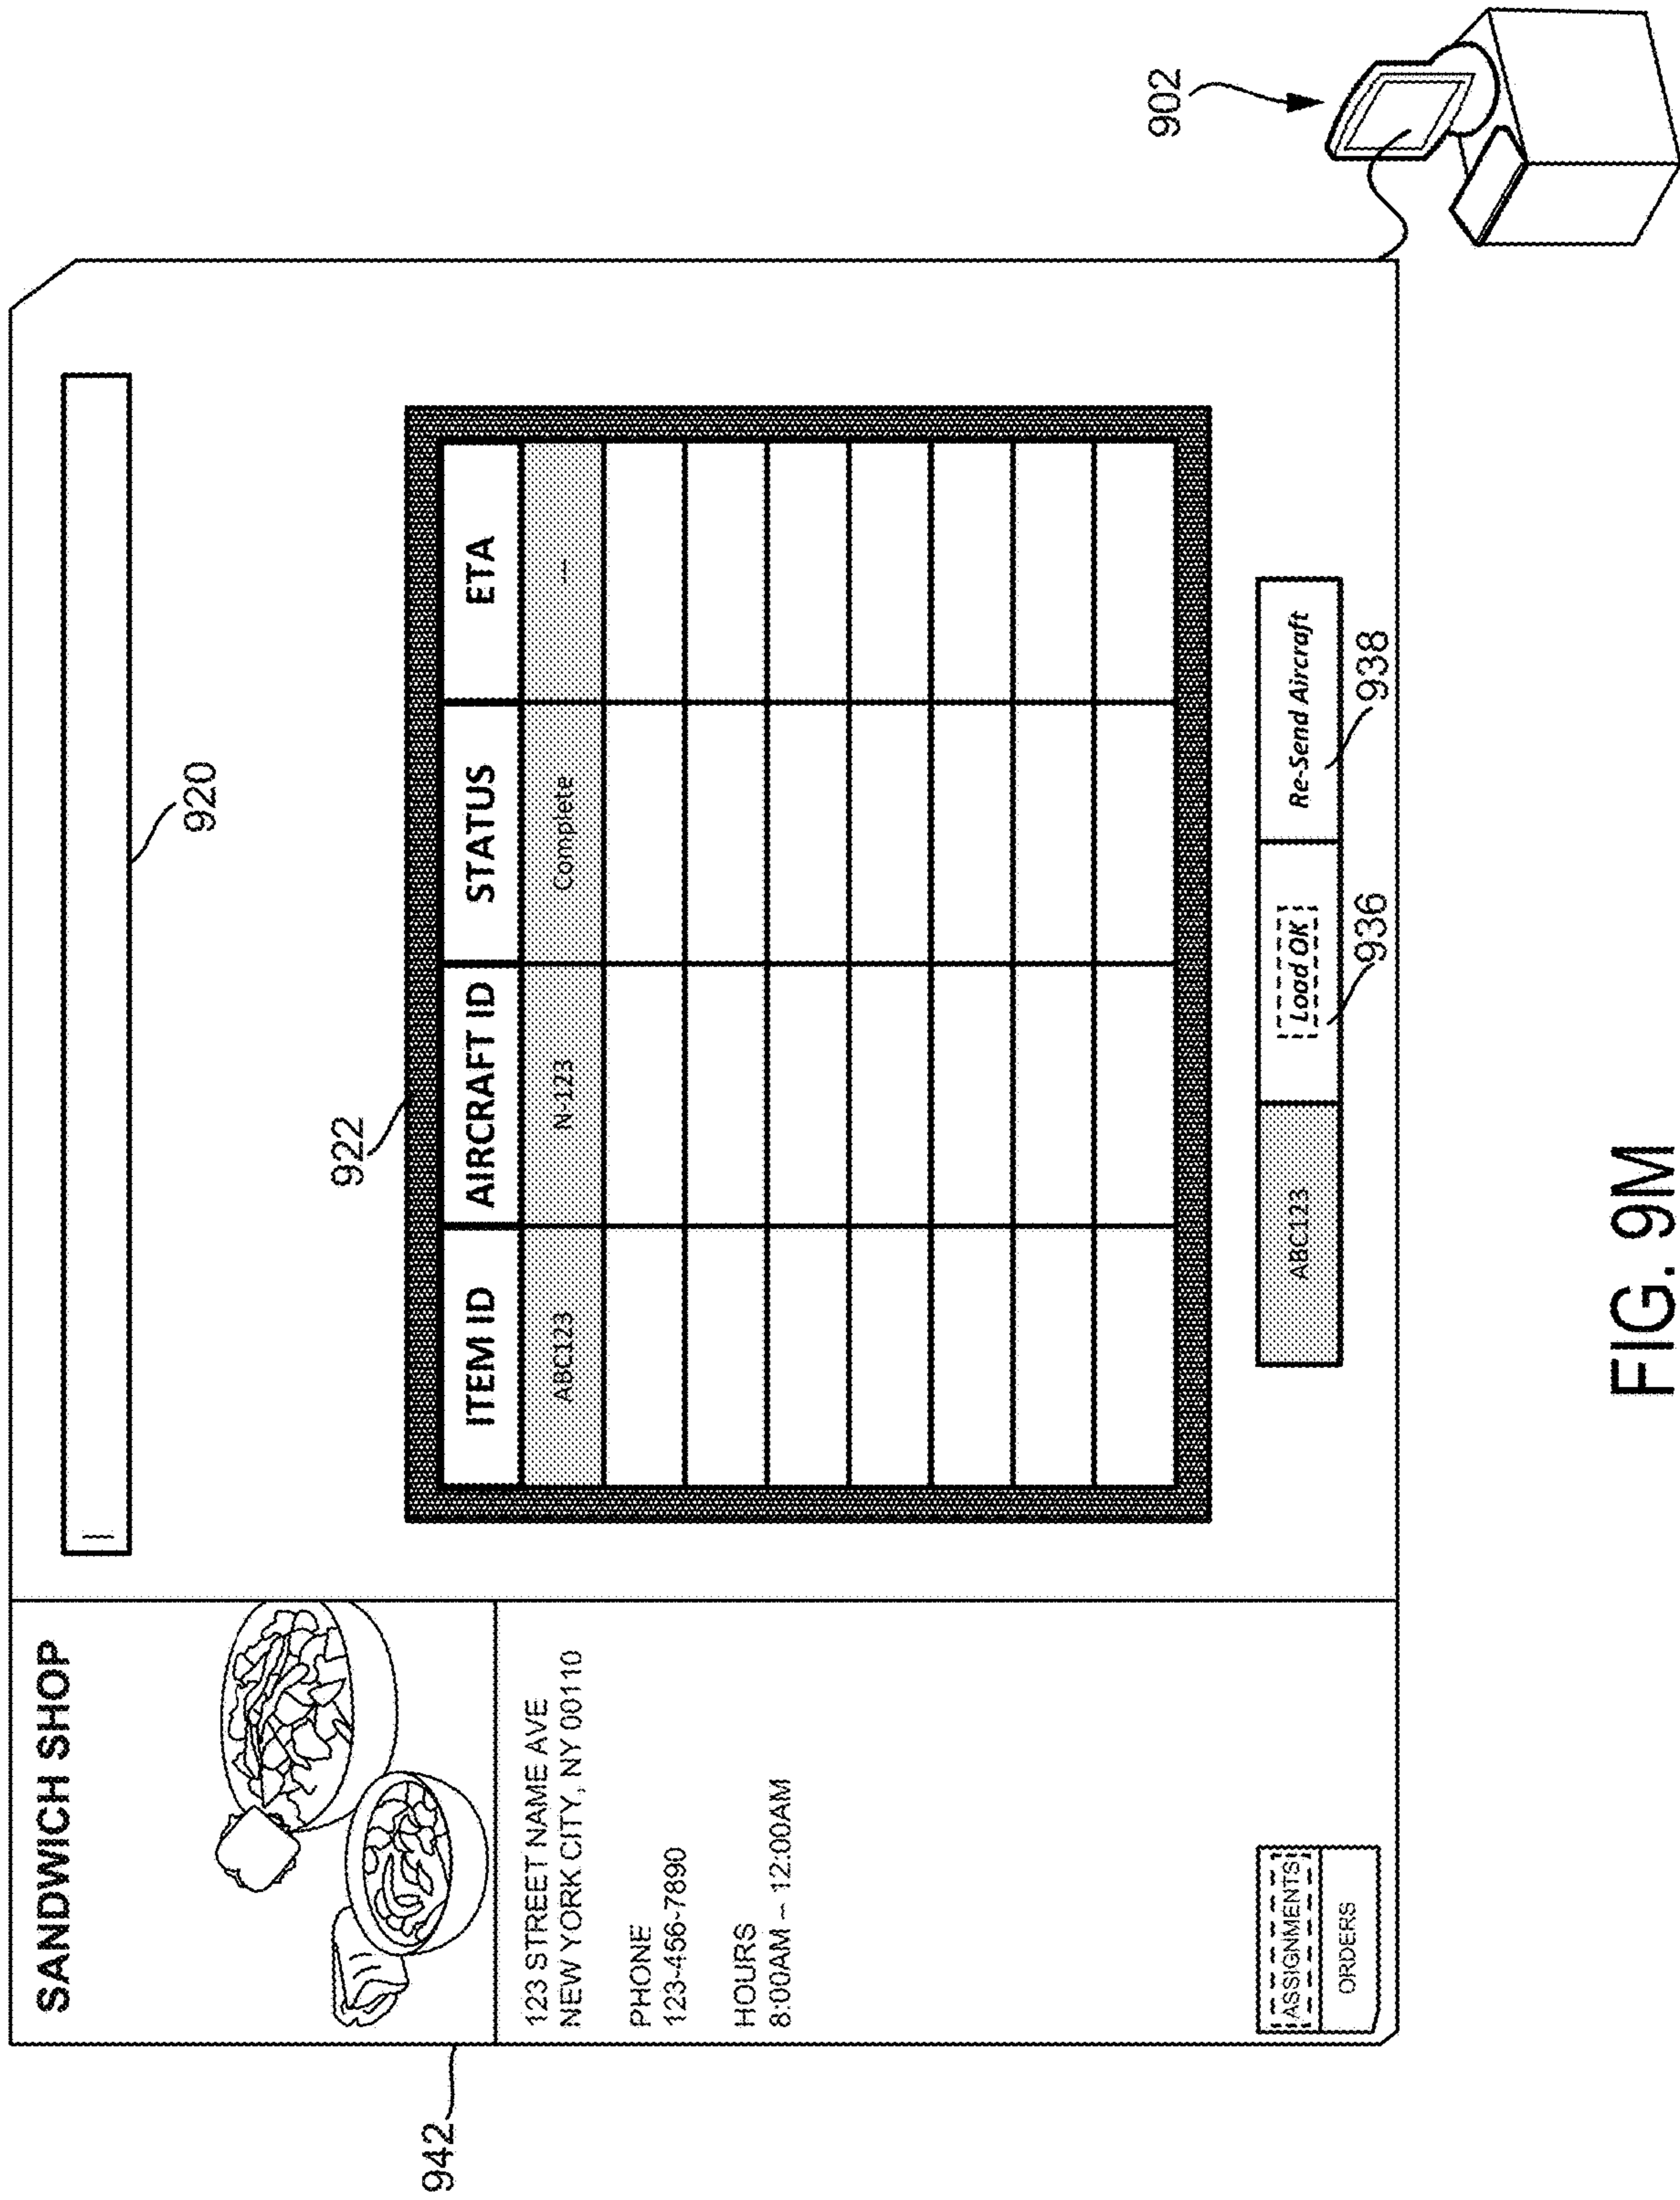 902
920
922
942
SANDWICH SHOP
123 STREET NAME AVE
NEW YORK CITY, NY 00110
PHONE
123-456-7890
HOURS
8:00AM – 12:00AM
ASSIGNMENTS
ORDERS
ITEM ID AIRCRAFT ID STATUS ETA
ABC123 N-123 Complete ---
ABC123 Load OK Re-Send Aircraft
936 938
FIG. 9M